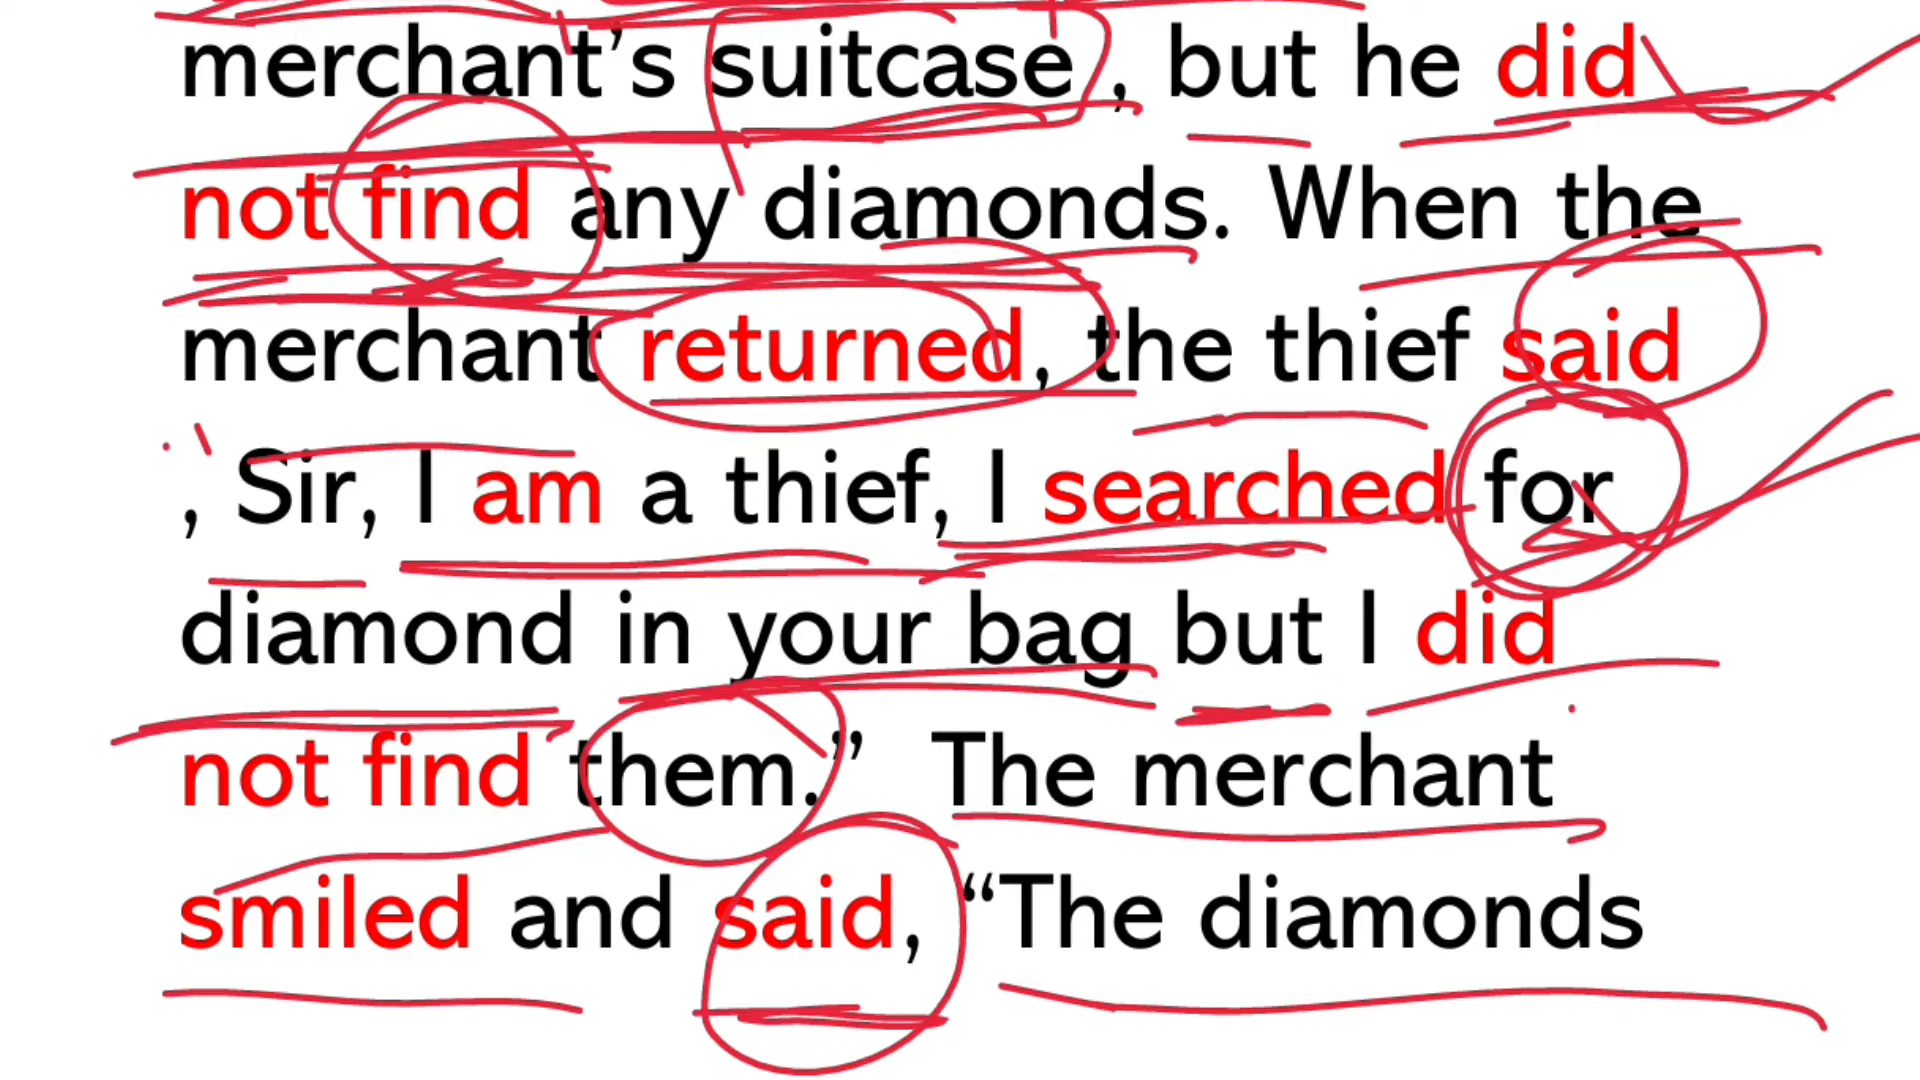 merchant’s suitcase , but he did
not find any diamonds. When the
merchant returned, the thief said
, Sir, I am a thief, I searched for
diamond in your bag but I did
not find them.” The merchant
smiled and said, “The diamonds